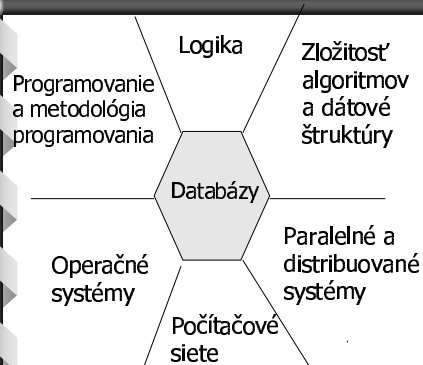 Logika
Zložitosť
algoritmov
a dátové
štruktúry
Programovanie
a metodológia
programovania
Databázy
Paralelné a
distribuované
systémy
Operačné
systémy
Počítačové
siete